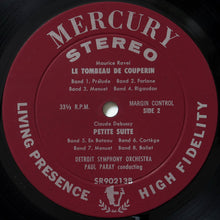 MERCURY
STEREO
Maurice Ravel
LE TOMBEAU DE COUPERIN
Band 1. Prélude Band 2. Forlane
Band 3. Menuet Band 4. Rigaudon
33⅓ R.P.M. MARGIN CONTROL
SIDE 2
Claude Debussy
PETITE SUITE
Band 5. En Bateau Band 6. Cortège
Band 7. Menuet Band 8. Ballet
DETROIT SYMPHONY ORCHESTRA
PAUL PARAY conducting
SR90213B
LIVING PRESENCE HIGH FIDELITY